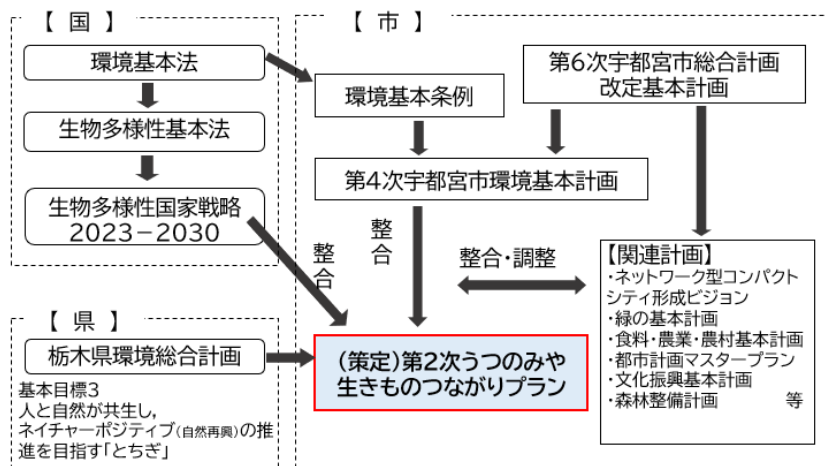 【 国 】
環境基本法
生物多様性基本法
生物多様性国家戦略
2023－2030
【 県 】
栃木県環境総合計画
基本目標3
人と自然が共生し，
ネイチャーポジティブ(自然再興)の推
進を目指す「とちぎ」
【 市 】
環境基本条例
第6次宇都宮市総合計画
改定基本計画
第4次宇都宮市環境基本計画
整合
整合
整合・調整
(策定)第2次うつのみや
生きものつながりプラン
【関連計画】
・ネットワーク型コンパクト
シティ形成ビジョン
・緑の基本計画
・食料・農業・農村基本計画
・都市計画マスタープラン
・文化振興基本計画
・森林整備計画　　　等